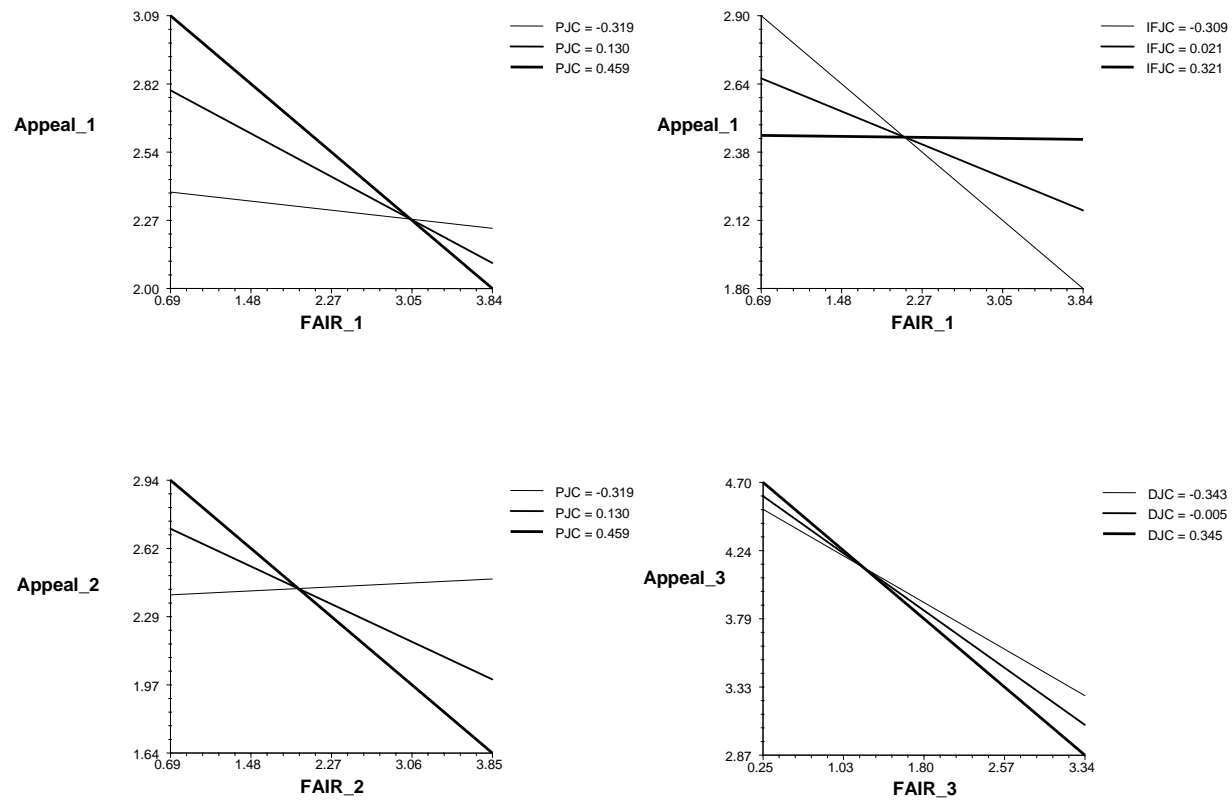 3.09
2.82
2.54
2.27
2.00
0.69 1.48 2.27 3.05 3.84
Appeal_1
FAIR_1
PJC = -0.319
PJC = 0.130
PJC = 0.459
2.90
2.64
2.38
2.12
1.86
0.69 1.48 2.27 3.05 3.84
Appeal_1
FAIR_1
IFJC = -0.309
IFJC = 0.021
IFJC = 0.321
2.94
2.62
2.29
1.97
1.64
0.69 1.48 2.27 3.06 3.85
Appeal_2
FAIR_2
PJC = -0.319
PJC = 0.130
PJC = 0.459
4.70
4.24
3.79
3.33
2.87
0.25 1.03 1.80 2.57 3.34
Appeal_3
FAIR_3
DJC = -0.343
DJC = -0.005
DJC = 0.345